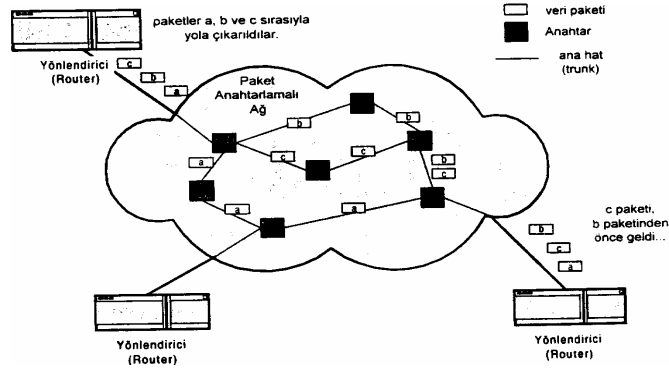 paketler a, b ve c sırasıyla
yola çıkarıldılar.
veri paketi
Anahtar
ana hat
(trunk)
Yönlendirici
(Router)
c
b
a
Paket
Anahtarlamalı
Ağ
b
b
a
c
c
b
c
a
a
c paketi,
b paketinden
önce geldi...
b
c
a
Yönlendirici
(Router)
Yönlendirici
(Router)